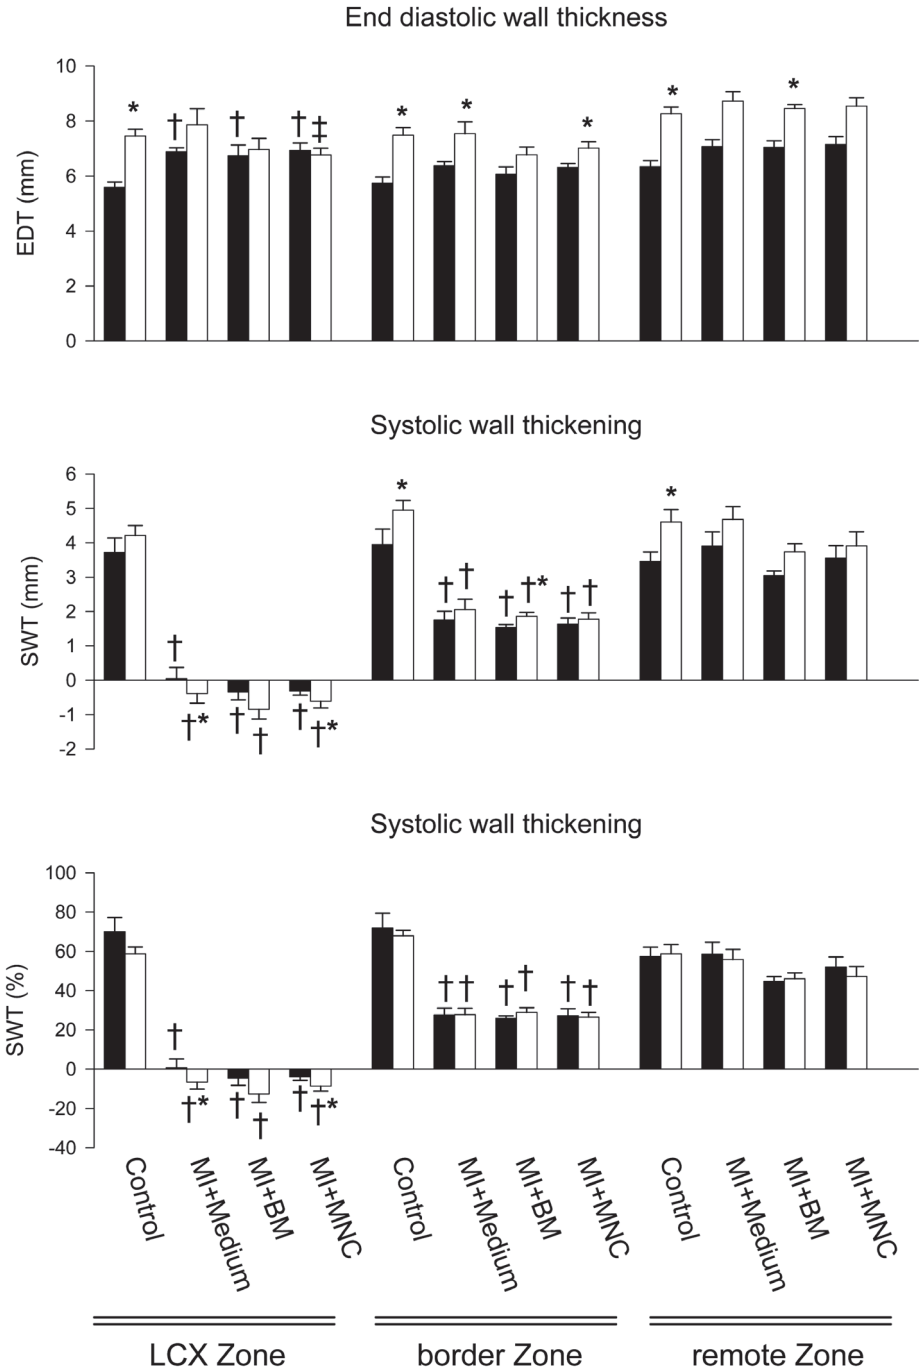 End diastolic wall thickness
10
8
6
4
2
0
EDT (mm)
* † † † ‡ * * * * *
Systolic wall thickening
6
5
4
3
2
1
0
-1
-2
SWT (mm)
† †* † † † †* * † † † †* † † *
Systolic wall thickening
100
80
60
40
20
0
-20
-40
SWT (%)
† †* † † † †* † † † † † †
Control MI+Medium MI+BM MI+MNC Control MI+Medium MI+BM MI+MNC Control MI+Medium MI+BM MI+MNC
LCX Zone border Zone remote Zone